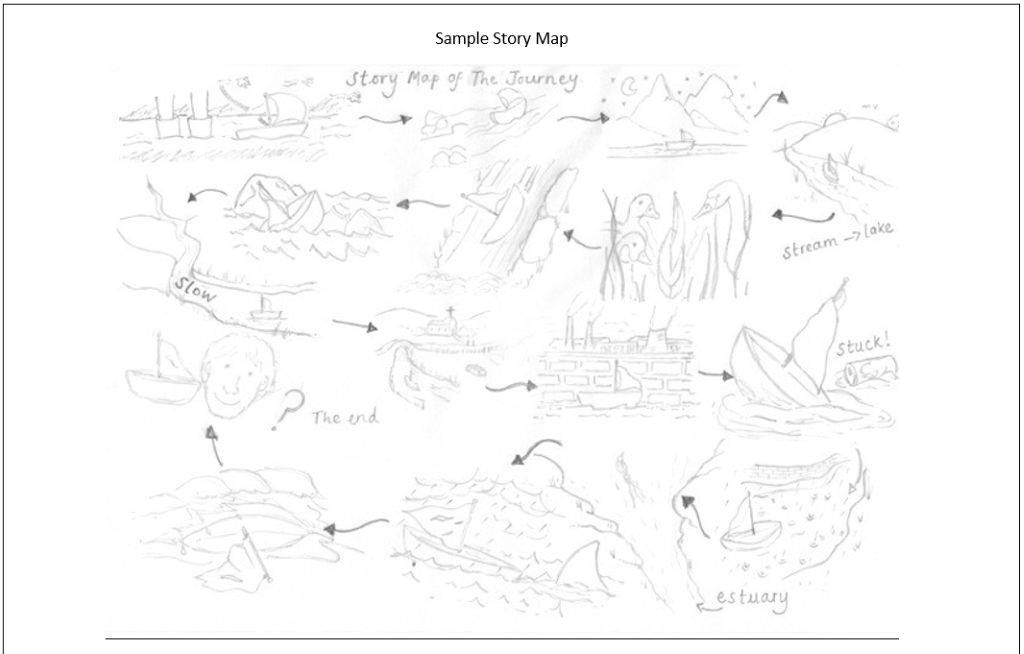 Sample Story Map
Story Map of The Journey
stream → lake
Slow
Stuck!
? The end
estuary